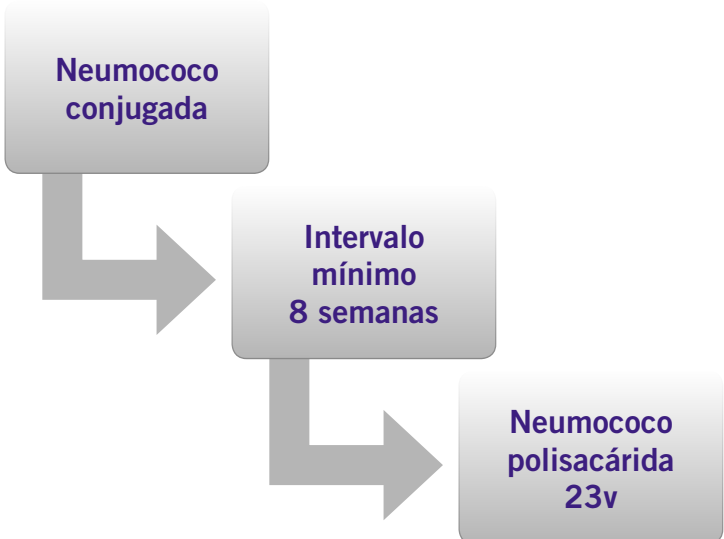 Neumococo
conjugada
Intervalo
mínimo
8 semanas
Neumococo
polisacárida
23v